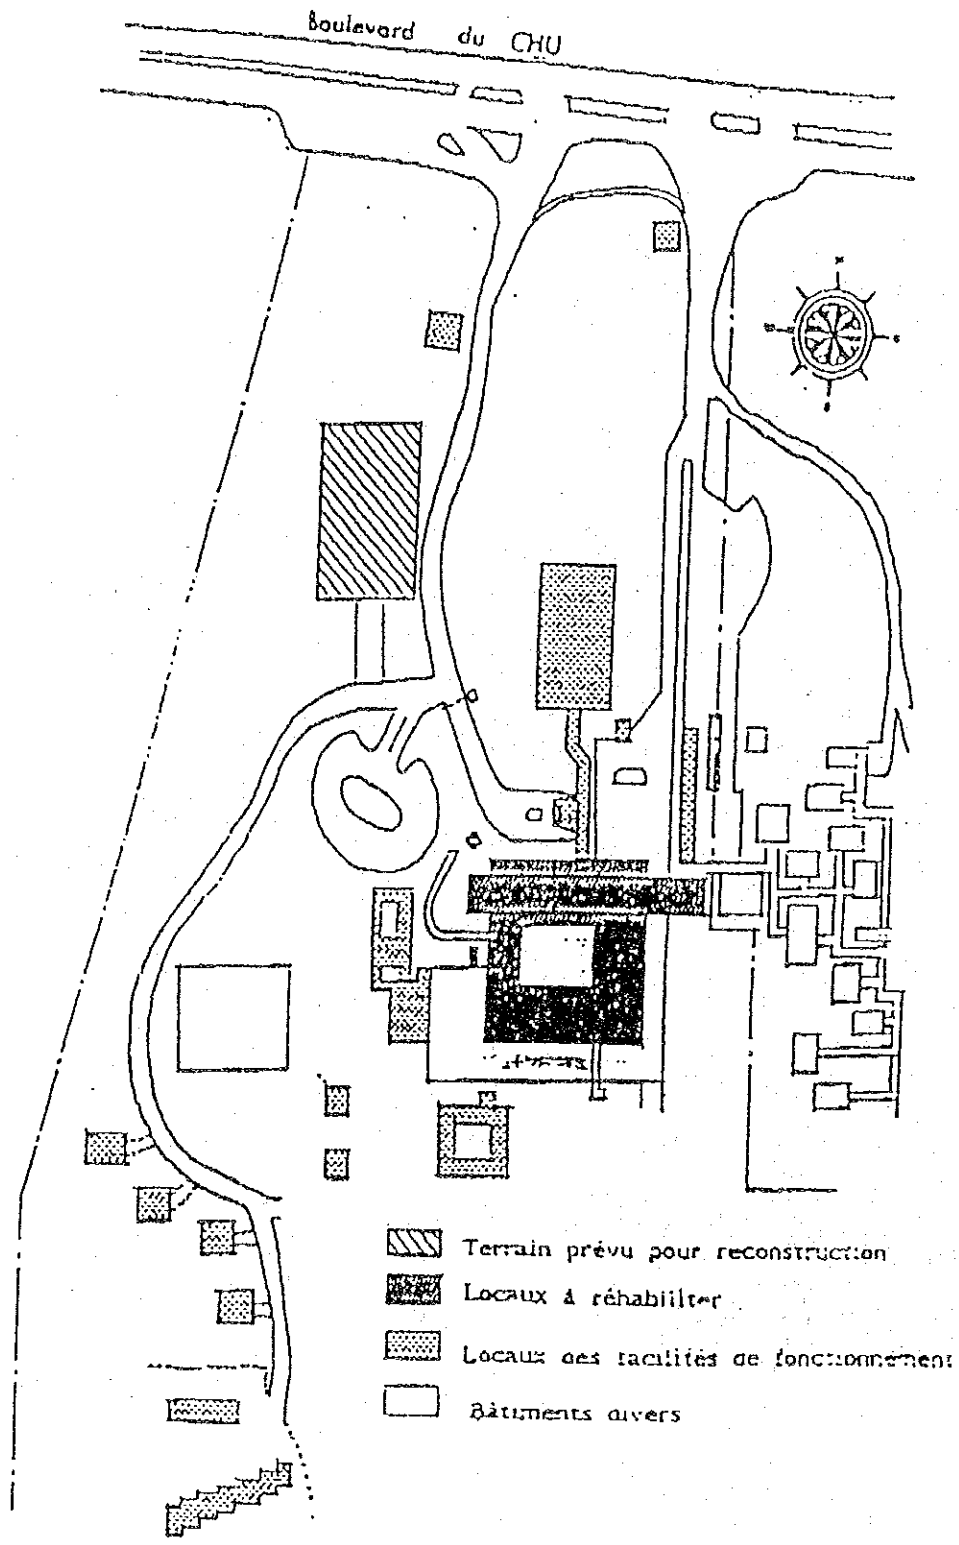 Boulevard du CHU
Terrain prévu pour reconstruction
Locaux à réhabiliter
Locaux des facilités de fonctionnement
Bâtiments divers